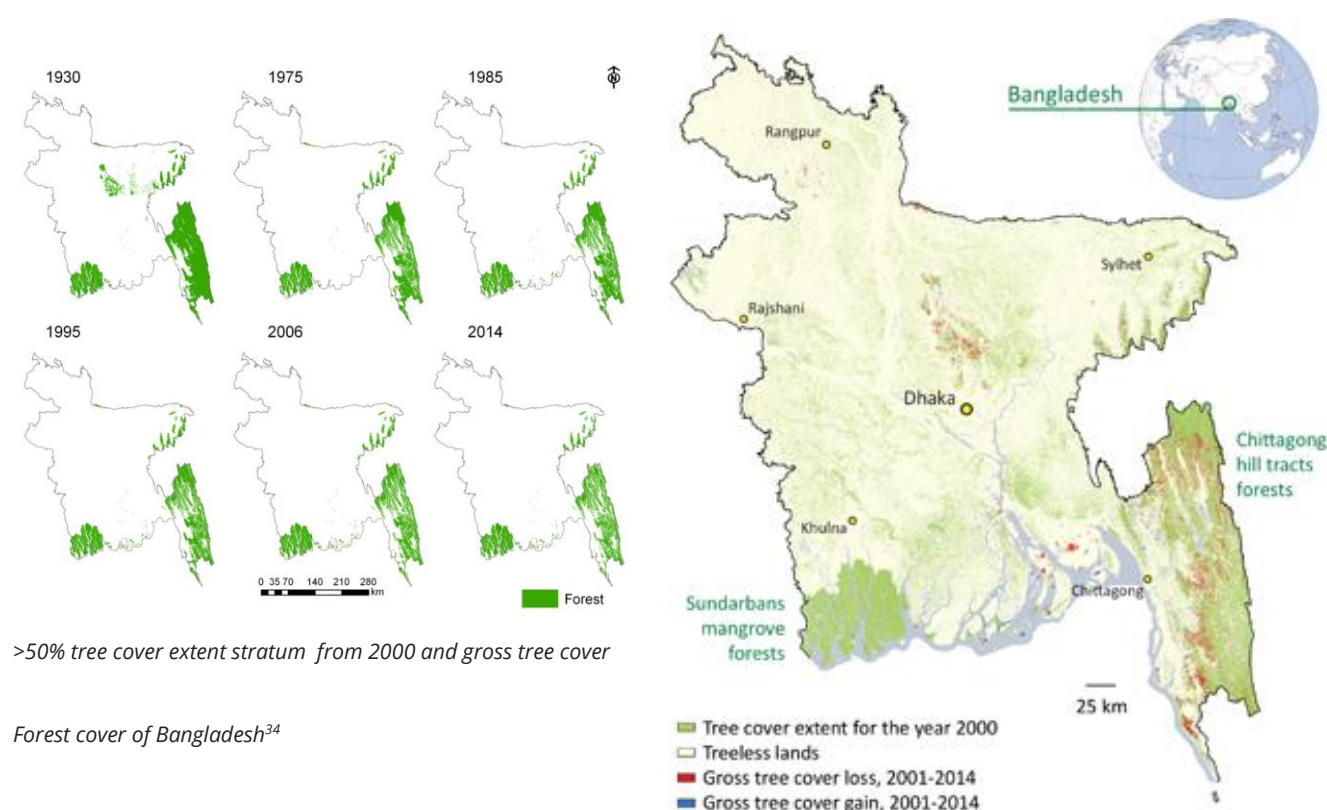 1930
1975
1985
1995
2006
2014
0 35 70 140 210 280
km
Forest
>50% tree cover extent stratum from 2000 and gross tree cover
Forest cover of Bangladesh34
Bangladesh
Rangpur
Sylhet
Rajshani
Dhaka
Chittagong
hill tracts
forests
Khulna
Chittagong
Sundarbans
mangrove
forests
25 km
Tree cover extent for the year 2000
Treeless lands
Gross tree cover loss, 2001-2014
Gross tree cover gain, 2001-2014